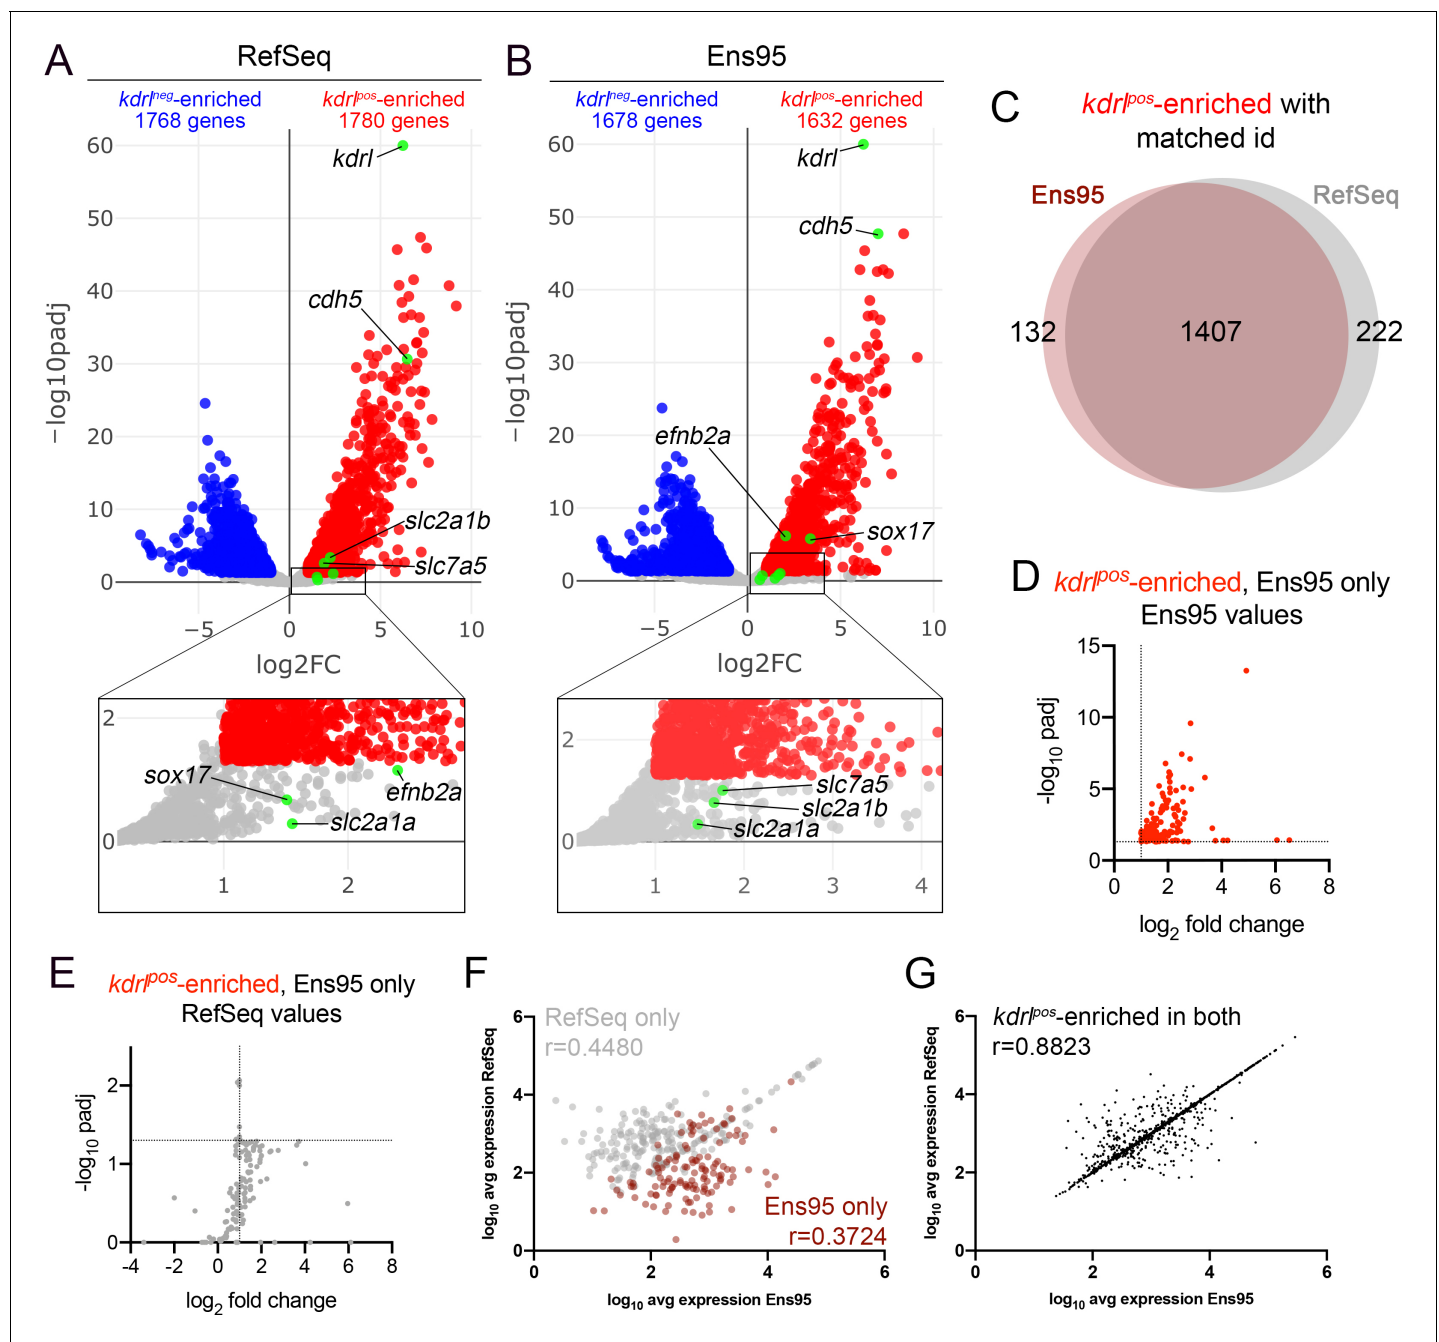 A
RefSeq
kdrlneg-enriched
1768 genes
kdrlpos-enriched
1780 genes
60
50
40
30
20
10
0
−log10padj
kdrl
cdh5
slc2a1b
slc7a5
−5
0
5
10
log2FC
2
0
sox17
efnb2a
slc2a1a
1
2
B
Ens95
kdrlneg-enriched
1678 genes
kdrlpos-enriched
1632 genes
60
50
40
30
20
10
0
−log10padj
kdrl
cdh5
efnb2a
sox17
−5
0
5
10
log2FC
2
0
slc7a5
slc2a1b
slc2a1a
1
2
3
4
C
kdrlpos-enriched with
matched id
Ens95
RefSeq
132
1407
222
D
kdrlpos-enriched, Ens95 only
Ens95 values
15
10
5
0
-log10 padj
0
2
4
6
8
log2 fold change
E
kdrlpos-enriched, Ens95 only
RefSeq values
2
1
0
-log10 padj
-4
-2
0
2
4
6
8
log2 fold change
F
RefSeq only
r=0.4480
6
4
2
0
log10 avg expression RefSeq
Ens95 only
r=0.3724
0
2
4
6
log10 avg expression Ens95
G
kdrlpos-enriched in both
r=0.8823
6
4
2
0
log10 avg expression RefSeq
0
2
4
6
log10 avg expression Ens95